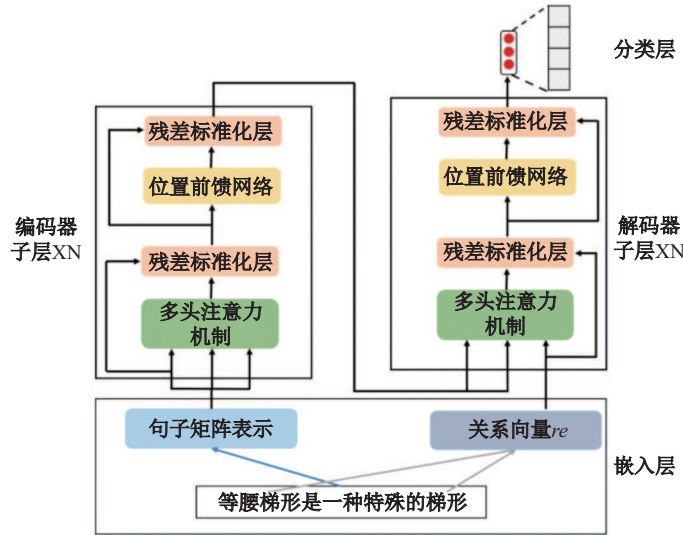 分类层
残差标准化层
位置前馈网络
编码器
子层XN
残差标准化层
多头注意力
机制
残差标准化层
位置前馈网络
解码器
子层XN
残差标准化层
多头注意力
机制
句子矩阵表示
关系向量re
嵌入层
等腰梯形是一种特殊的梯形